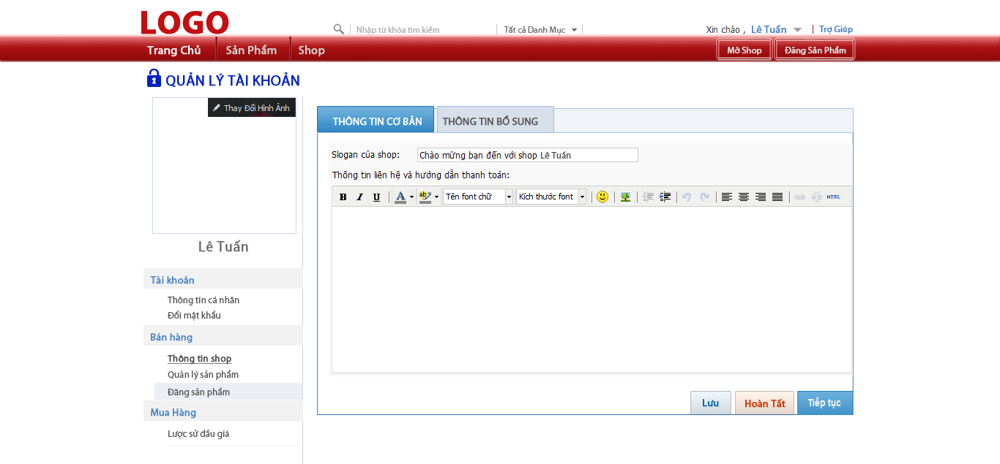 LOGO
Nhập từ khóa tìm kiếm
Tất cả Danh Mục
Xin chào , Lê Tuấn
Trợ Giúp
Trang Chủ
Sản Phẩm
Shop
Mở Shop
Đăng Sản Phẩm
QUẢN LÝ TÀI KHOẢN
Thay Đổi Hình Ảnh
Lê Tuấn
Tài khoản
Thông tin cá nhân
Đổi mật khẩu
Bán hàng
Thông tin shop
Quản lý sản phẩm
Đăng sản phẩm
Mua Hàng
Lược sử đấu giá
THÔNG TIN CƠ BẢN
THÔNG TIN BỔ SUNG
Slogan của shop:
Chào mừng bạn đến với shop Lê Tuấn
Thông tin liên hệ và hướng dẫn thanh toán:
B I U A ab Tên font chữ Kích thước font HTML
Lưu
Hoàn Tất
Tiếp tục